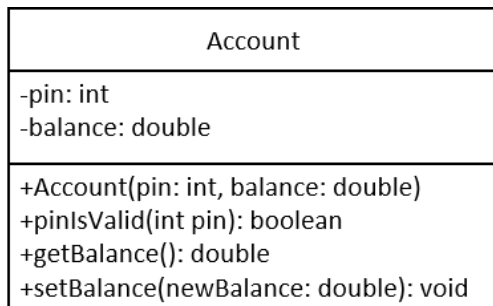 Account
-pin: int
-balance: double
+Account(pin: int, balance: double)
+pinIsValid(int pin): boolean
+getBalance(): double
+setBalance(newBalance: double): void